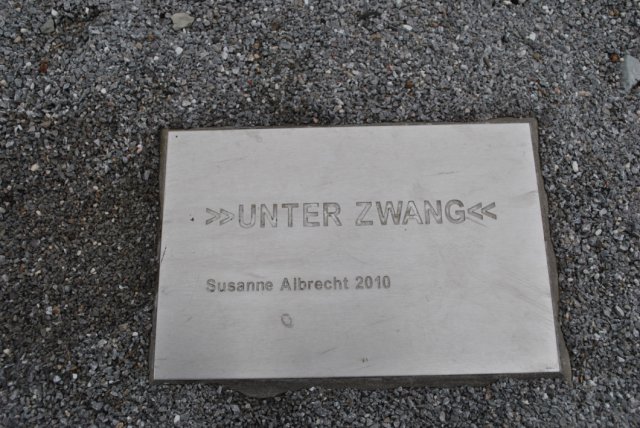 »UNTER ZWANG«
Susanne Albrecht 2010